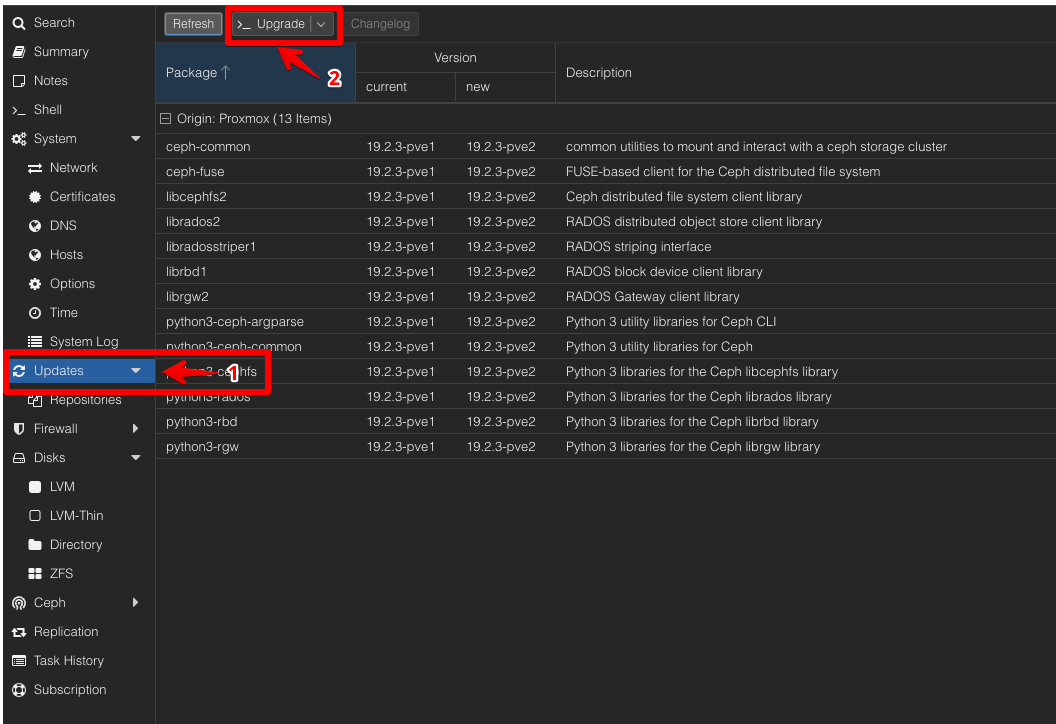 Search
Summary
Notes
Shell
System
Network
Certificates
DNS
Hosts
Options
Time
System Log
Updates
Repositories
Firewall
Disks
LVM
LVM-Thin
Directory
ZFS
Ceph
Replication
Task History
Subscription
Refresh >_ Upgrade Changelog
2
1
Package Version Description
current new
Origin: Proxmox (13 Items)
ceph-common 19.2.3-pve1 19.2.3-pve2 common utilities to mount and interact with a ceph storage cluster
ceph-fuse 19.2.3-pve1 19.2.3-pve2 FUSE-based client for the Ceph distributed file system
libcephfs2 19.2.3-pve1 19.2.3-pve2 Ceph distributed file system client library
librados2 19.2.3-pve1 19.2.3-pve2 RADOS distributed object store client library
libradosstriper1 19.2.3-pve1 19.2.3-pve2 RADOS striping interface
librbd1 19.2.3-pve1 19.2.3-pve2 RADOS block device client library
librgw2 19.2.3-pve1 19.2.3-pve2 RADOS Gateway client library
python3-ceph-argparse 19.2.3-pve1 19.2.3-pve2 Python 3 utility libraries for Ceph CLI
python3-ceph-common 19.2.3-pve1 19.2.3-pve2 Python 3 utility libraries for Ceph
python3-cephfs 19.2.3-pve1 19.2.3-pve2 Python 3 libraries for the Ceph libcephfs library
python3-rados 19.2.3-pve1 19.2.3-pve2 Python 3 libraries for the Ceph librados library
python3-rbd 19.2.3-pve1 19.2.3-pve2 Python 3 libraries for the Ceph librbd library
python3-rgw 19.2.3-pve1 19.2.3-pve2 Python 3 libraries for the Ceph librgw library